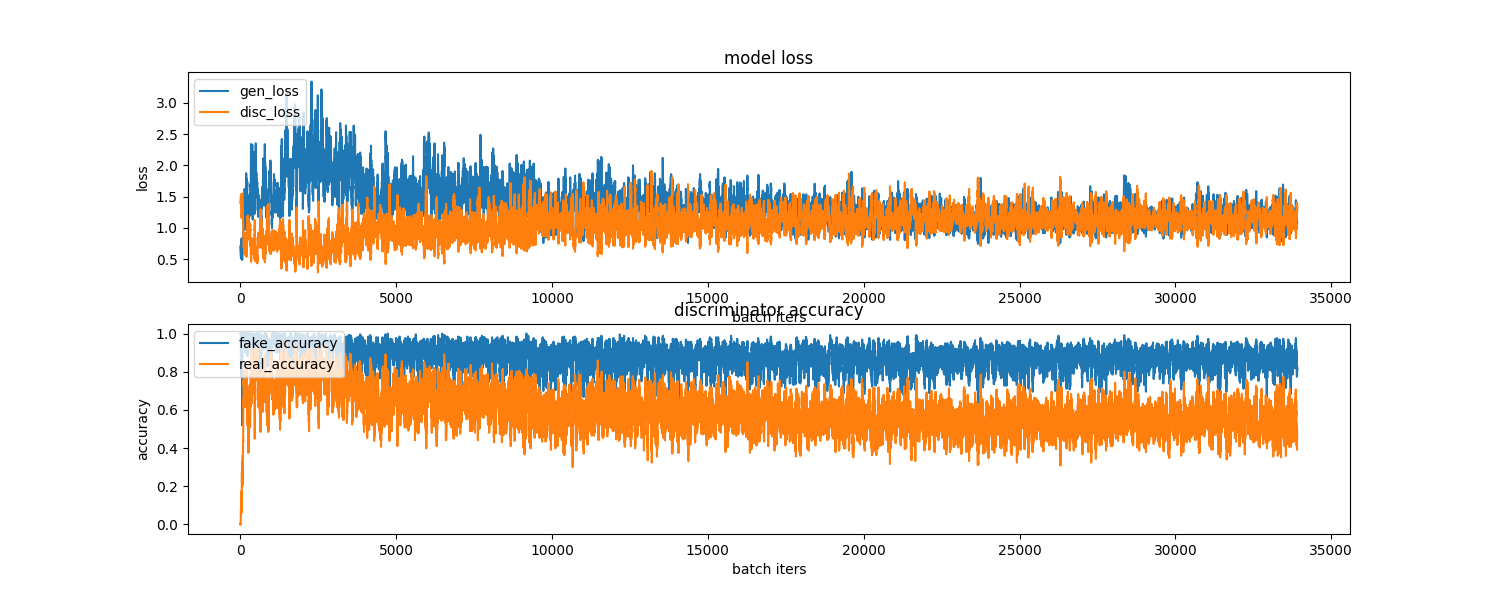 model loss
gen_loss
disc_loss
loss
3.0
2.5
2.0
1.5
1.0
0.5
0 5000 10000 15000 20000 25000 30000 35000
batch iters
discriminator accuracy
fake_accuracy
real_accuracy
accuracy
1.0
0.8
0.6
0.4
0.2
0.0
0 5000 10000 15000 20000 25000 30000 35000
batch iters